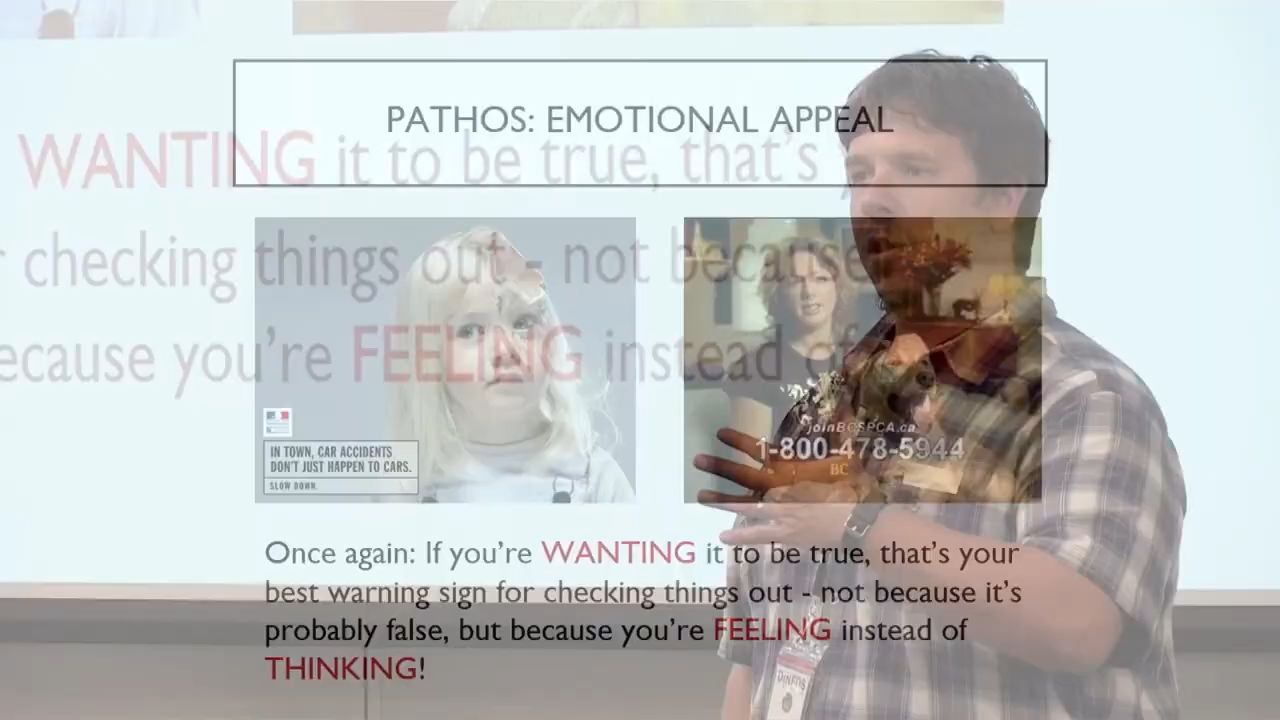 PATHOS: EMOTIONAL APPEAL
WANTING it to be true, that's
checking things out - not because
ecause you're FEELING instead of
IN TOWN, CAR ACCIDENTS
DON'T JUST HAPPEN TO CARS.
SLOW DOWN.
joinBCSPCA.ca
1-800-478-5944
BC
Once again: If you're WANTING it to be true, that's your
best warning sign for checking things out - not because it's
probably false, but because you're FEELING instead of
THINKING!